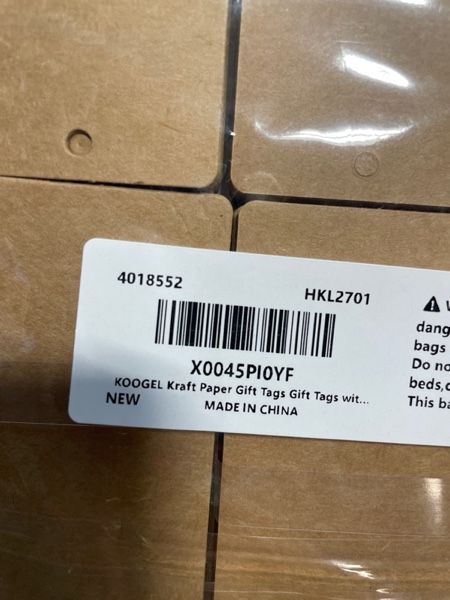 4018552 HKL2701
X0045PI0YF
KOOGEL Kraft Paper Gift Tags Gift Tags wit...
NEW
MADE IN CHINA
dang
bags
Do no
beds,c
This ba